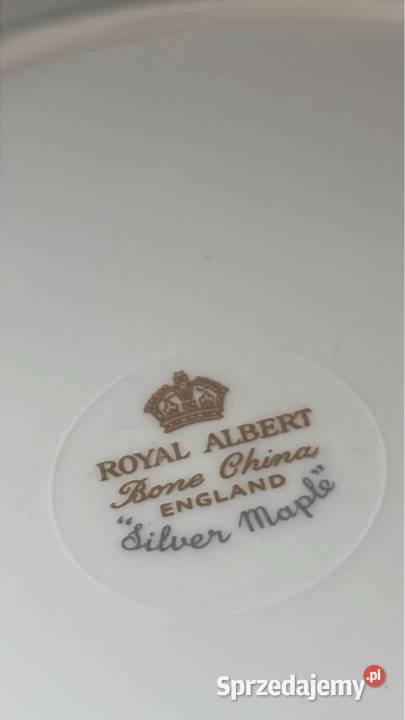 ROYAL ALBERT
Bone China
ENGLAND
"Silver Maple"
Sprzedajemy.pl